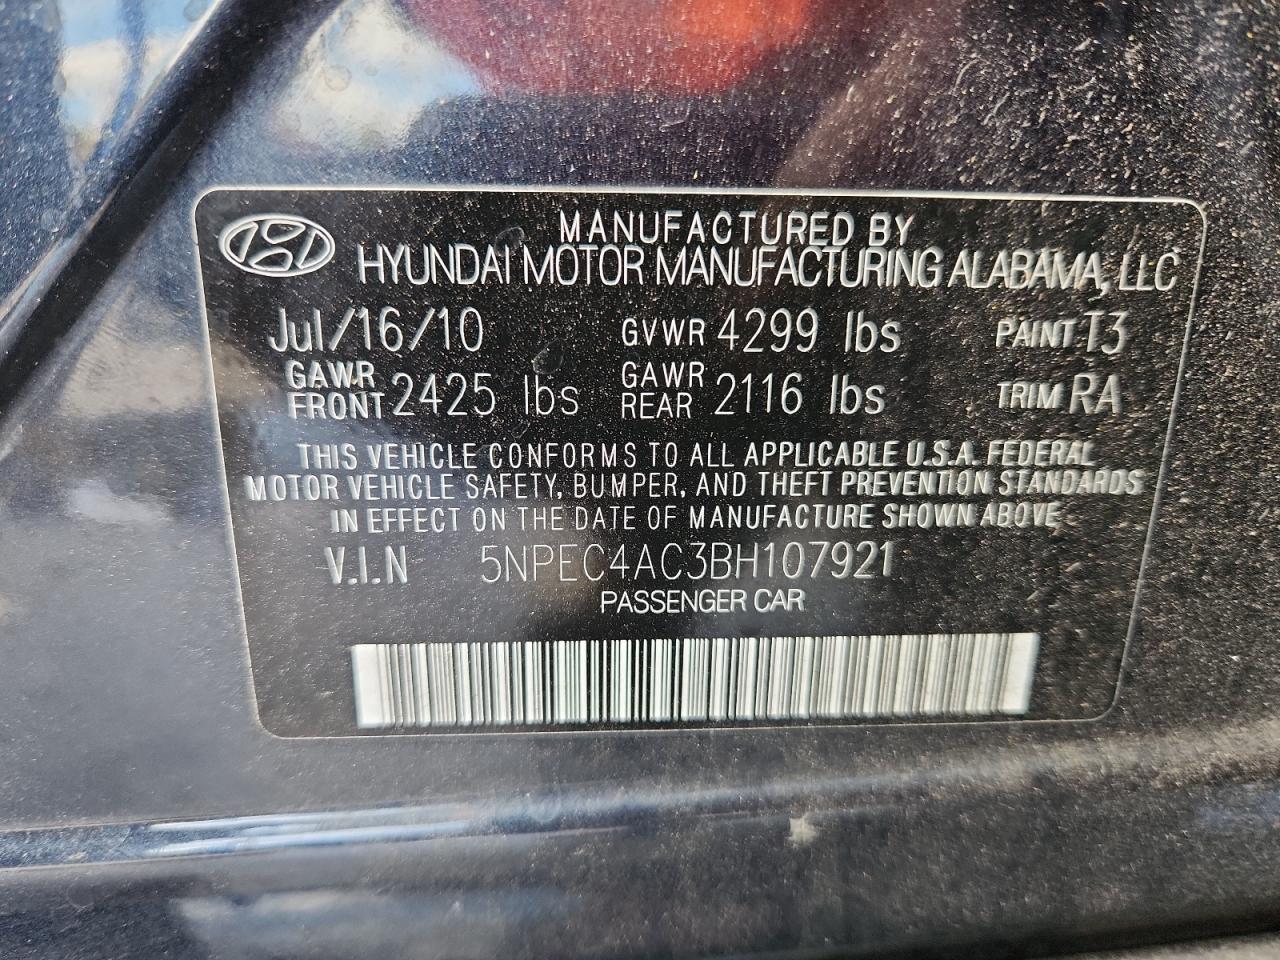 MANUFACTURED BY
HYUNDAI MOTOR MANUFACTURING ALABAMA, LLC
Jul/16/10 GVWR 4299 lbs PAINT T3
GAWR FRONT 2425 lbs GAWR REAR 2116 lbs TRIM RA
THIS VEHICLE CONFORMS TO ALL APPLICABLE U.S.A. FEDERAL
MOTOR VEHICLE SAFETY, BUMPER, AND THEFT PREVENTION STANDARDS
IN EFFECT ON THE DATE OF MANUFACTURE SHOWN ABOVE
V.I.N 5NPEC4AC3BH107921
PASSENGER CAR